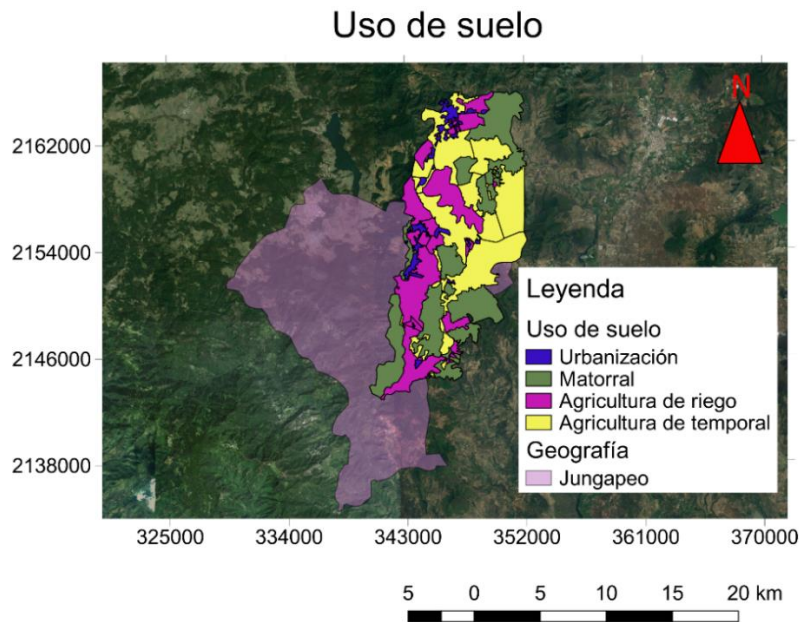 Uso de suelo
N
2162000
2154000
2146000
2138000
Leyenda
Uso de suelo
Urbanización
Matorral
Agricultura de riego
Agricultura de temporal
Geografía
Jungapeo
325000 334000 343000 352000 361000 370000
5 0 5 10 15 20 km